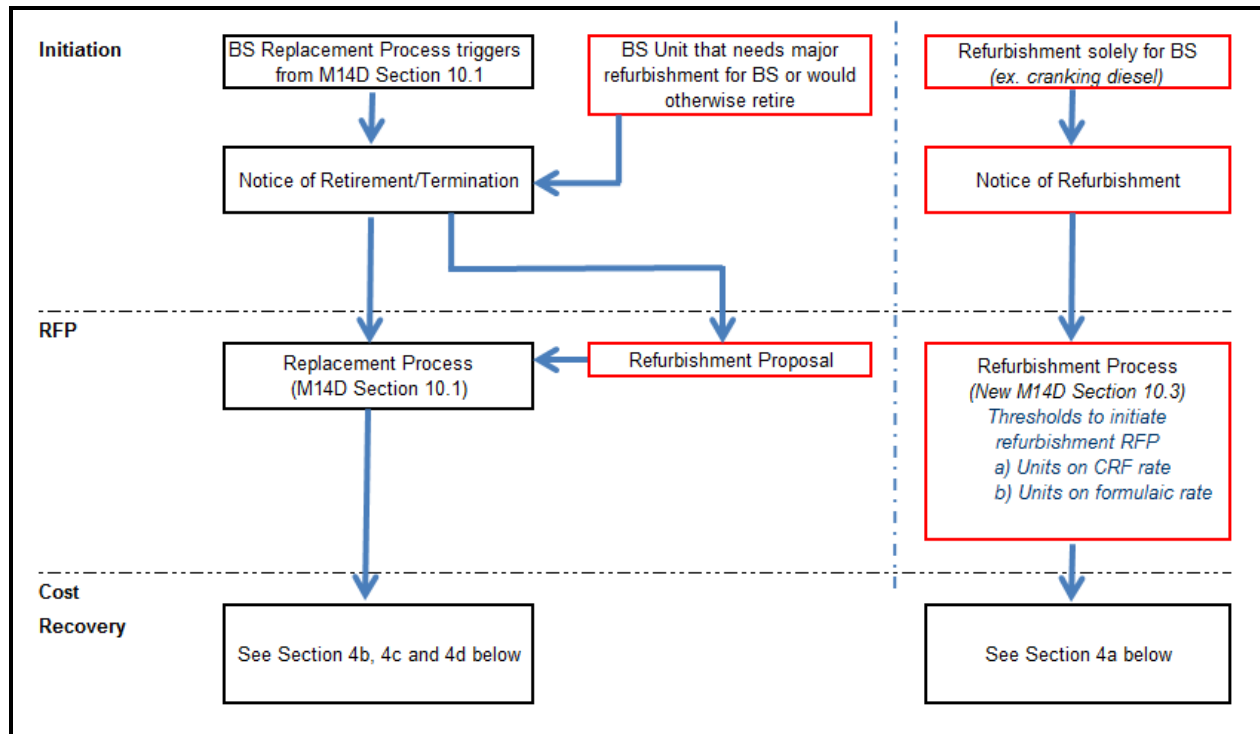 Initiation
BS Replacement Process triggers
from M14D Section 10.1
BS Unit that needs major
refurbishment for BS or would
otherwise retire
Refurbishment solely for BS
(ex. cranking diesel)
Notice of Retirement/Termination
Notice of Refurbishment
RFP
Replacement Process
(M14D Section 10.1)
Refurbishment Proposal
Refurbishment Process
(New M14D Section 10.3)
Thresholds to initiate
refurbishment RFP
a) Units on CRF rate
b) Units on formulaic rate
Cost
Recovery
See Section 4b, 4c and 4d below
See Section 4a below